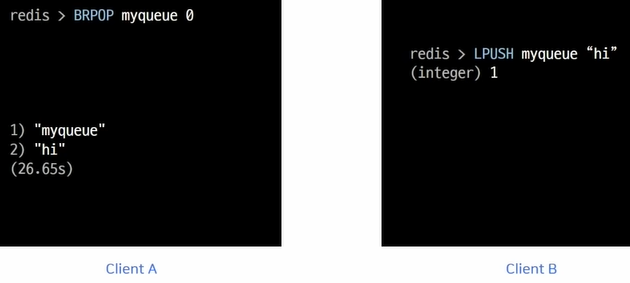 redis > BRPOP myqueue 0
1) "myqueue"
2) "hi"
(26.65s)
Client A
redis > LPUSH myqueue “hi”
(integer) 1
Client B